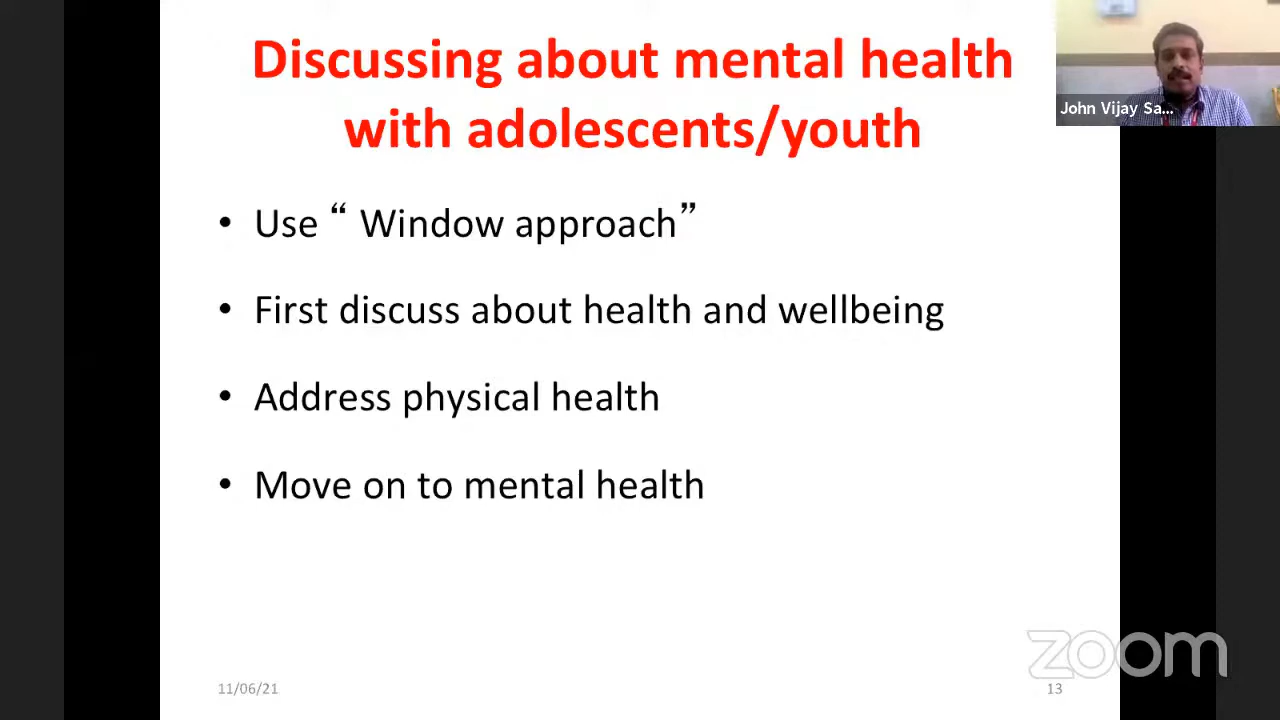 Discussing about mental health
with adolescents/youth
John Vijay Sa...
• Use “ Window approach”
• First discuss about health and wellbeing
• Address physical health
• Move on to mental health
zoom
11/06/21
13